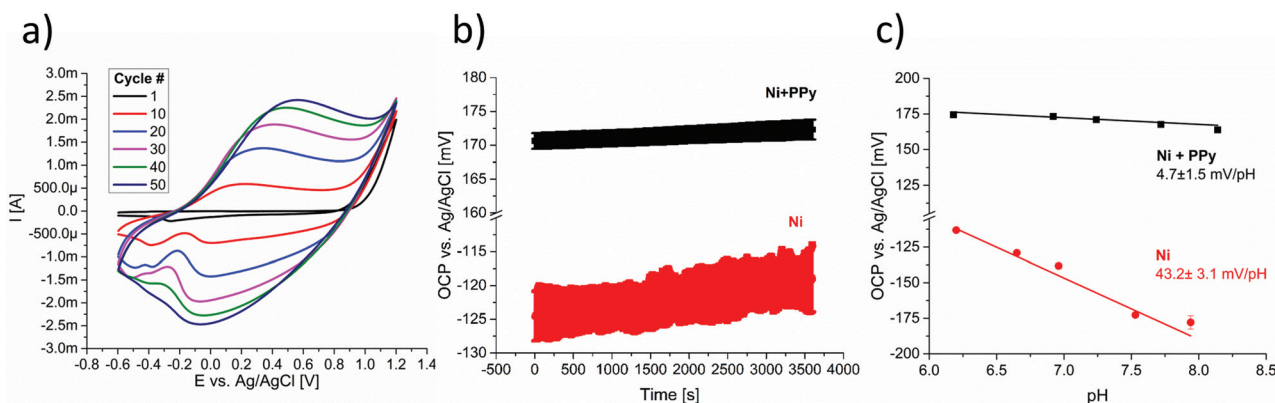 a)
3.0m
2.5m
2.0m
1.5m
1.0m
500.0µ
0.0
-500.0µ
-1.0m
-1.5m
-2.0m
-2.5m
-3.0m
I [A]
Cycle #
1
10
20
30
40
50
-0.8 -0.6 -0.4 -0.2 0.0 0.2 0.4 0.6 0.8 1.0 1.2 1.4
E vs. Ag/AgCl [V]
b)
180
175
170
165
160
-115
-120
-125
-130
OCP vs. Ag/AgCl [mV]
Ni+PPy
Ni
-500 0 500 1000 1500 2000 2500 3000 3500 4000
Time [s]
c)
200
175
150
125
-125
-150
-175
-200
OCP vs. Ag/AgCl [mV]
Ni + PPy
4.7±1.5 mV/pH
Ni
43.2± 3.1 mV/pH
6.0 6.5 7.0 7.5 8.0 8.5
pH